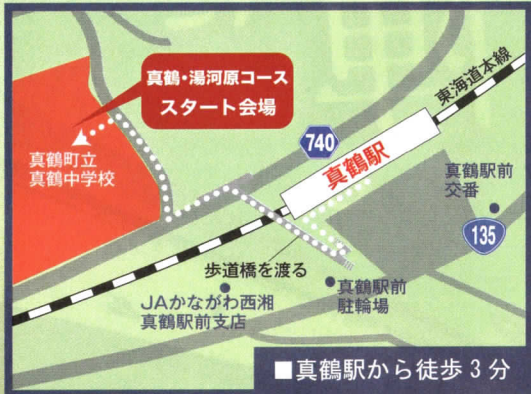 真鶴・湯河原コース
スタート会場
真鶴町立
真鶴中学校
740
真鶴駅
東海道本線
真鶴駅前
交番
135
歩道橋を渡る
JAかながわ西湘
真鶴駅前支店
真鶴駅前
駐輪場
■真鶴駅から徒歩3分